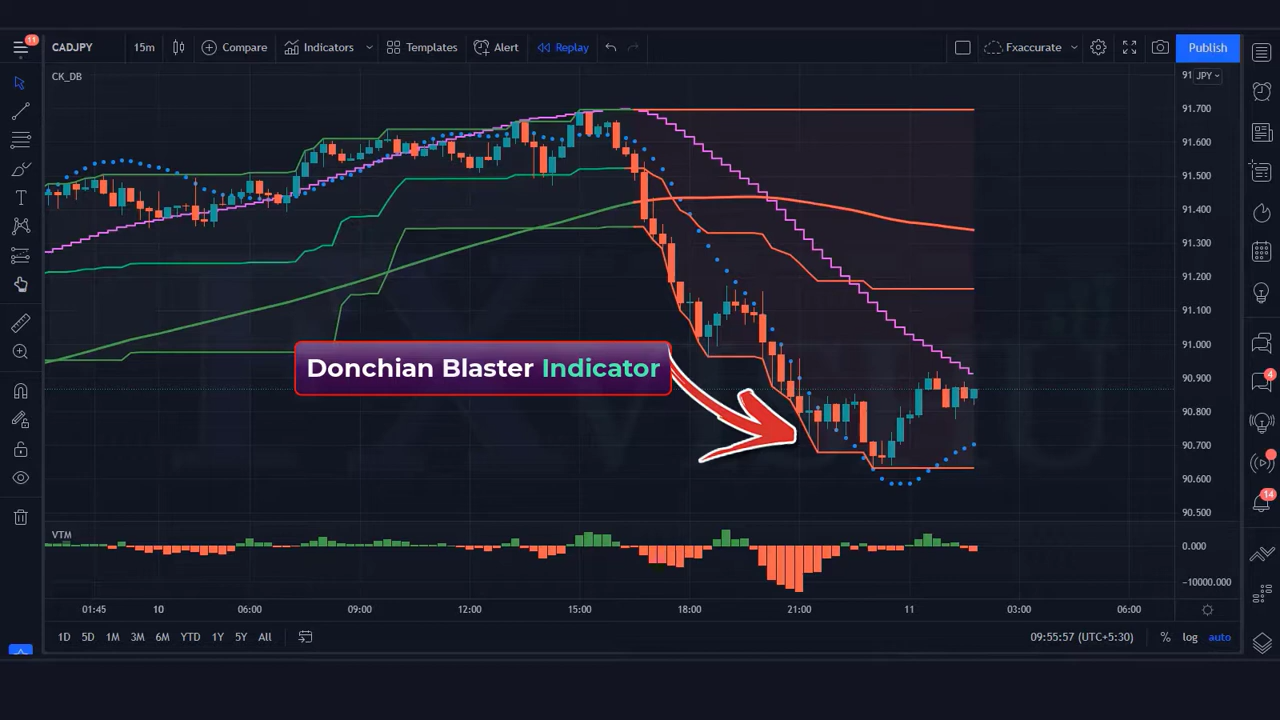 11
CADJPY 15m Compare Indicators Templates Alert Replay Fxaccurate Publish
CK_DB
91 JPY
91.700
91.600
91.500
91.400
91.300
91.200
91.100
91.000
90.900
90.800
90.700
90.600
90.500
Donchian Blaster Indicator
4
14
VTM
0.000
−10000.000
01:45 10 06:00 09:00 12:00 15:00 18:00 21:00 11 03:00 06:00
1D 5D 1M 3M 6M YTD 1Y 5Y All 09:55:57 (UTC+5:30) % log auto